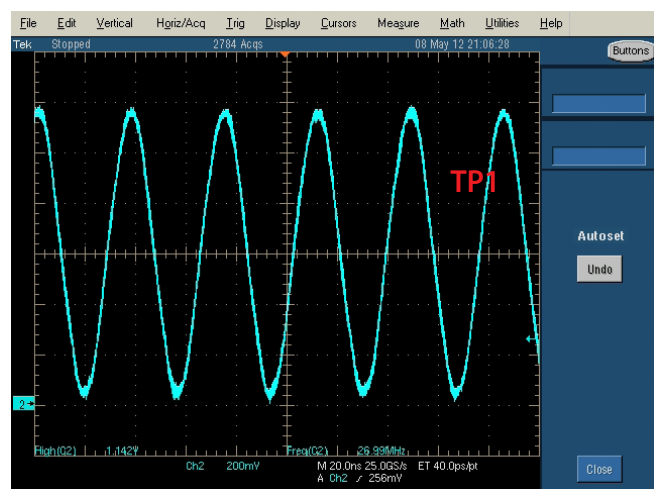 File Edit Vertical Horiz/Acq Trig Display Cursors Measure Math Utilities Help
Tek Stopped 2784 Acqs 08 May 12 21:06:28
Buttons
TP1
Autoset
Undo
2
High(C2) 1.142V Freq(C2) 26.99MHz
Ch2 200mV M 20.0ns 25.0GS/s ET 40.0ps/pt
A Ch2 ∕ 256mV
Close